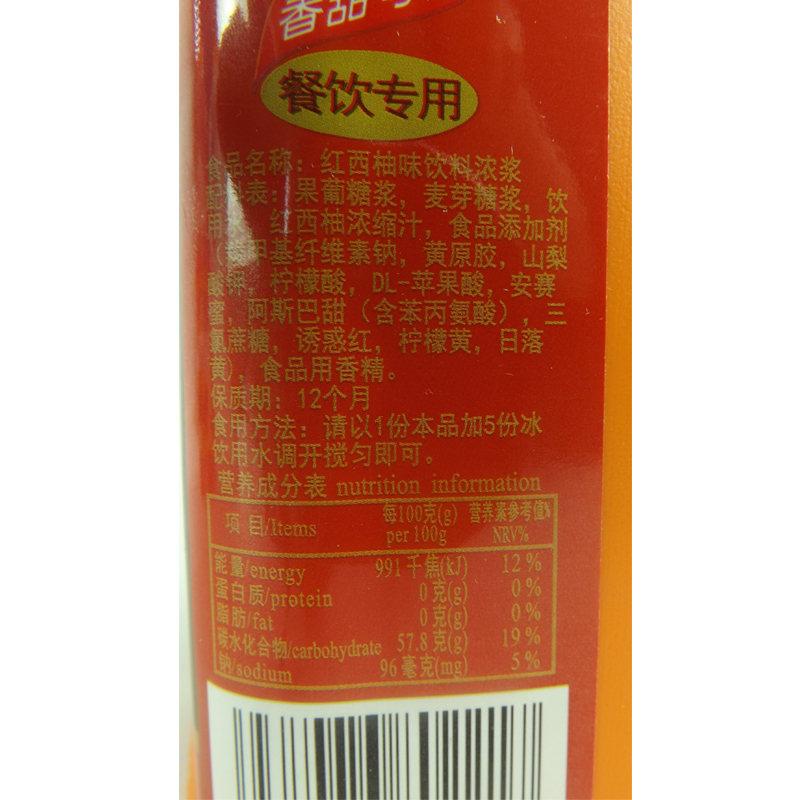 香甜
餐饮专用
食品名称：红西柚味饮料浓浆
配料表：果葡糖浆，麦芽糖浆，饮
用水，红西柚浓缩汁，食品添加剂
（羧甲基纤维素钠，黄原胶，山梨
酸钾，柠檬酸，DL-苹果酸，安赛
蜜，阿斯巴甜（含苯丙氨酸），三
氯蔗糖，诱惑红，柠檬黄，日落
黄），食品用香精。
保质期：12个月
食用方法：请以1份本品加5份冰
饮用水调开搅匀即可。
营养成分表 nutrition information
项 目/Items 每100克(g) per 100g 营养素参考值% NRV%
能量/energy 991千焦(kJ) 12%
蛋白质/protein 0克(g) 0%
脂肪/fat 0克(g) 0%
碳水化合物/carbohydrate 57.8克(g) 19%
钠/sodium 96毫克(mg) 5%